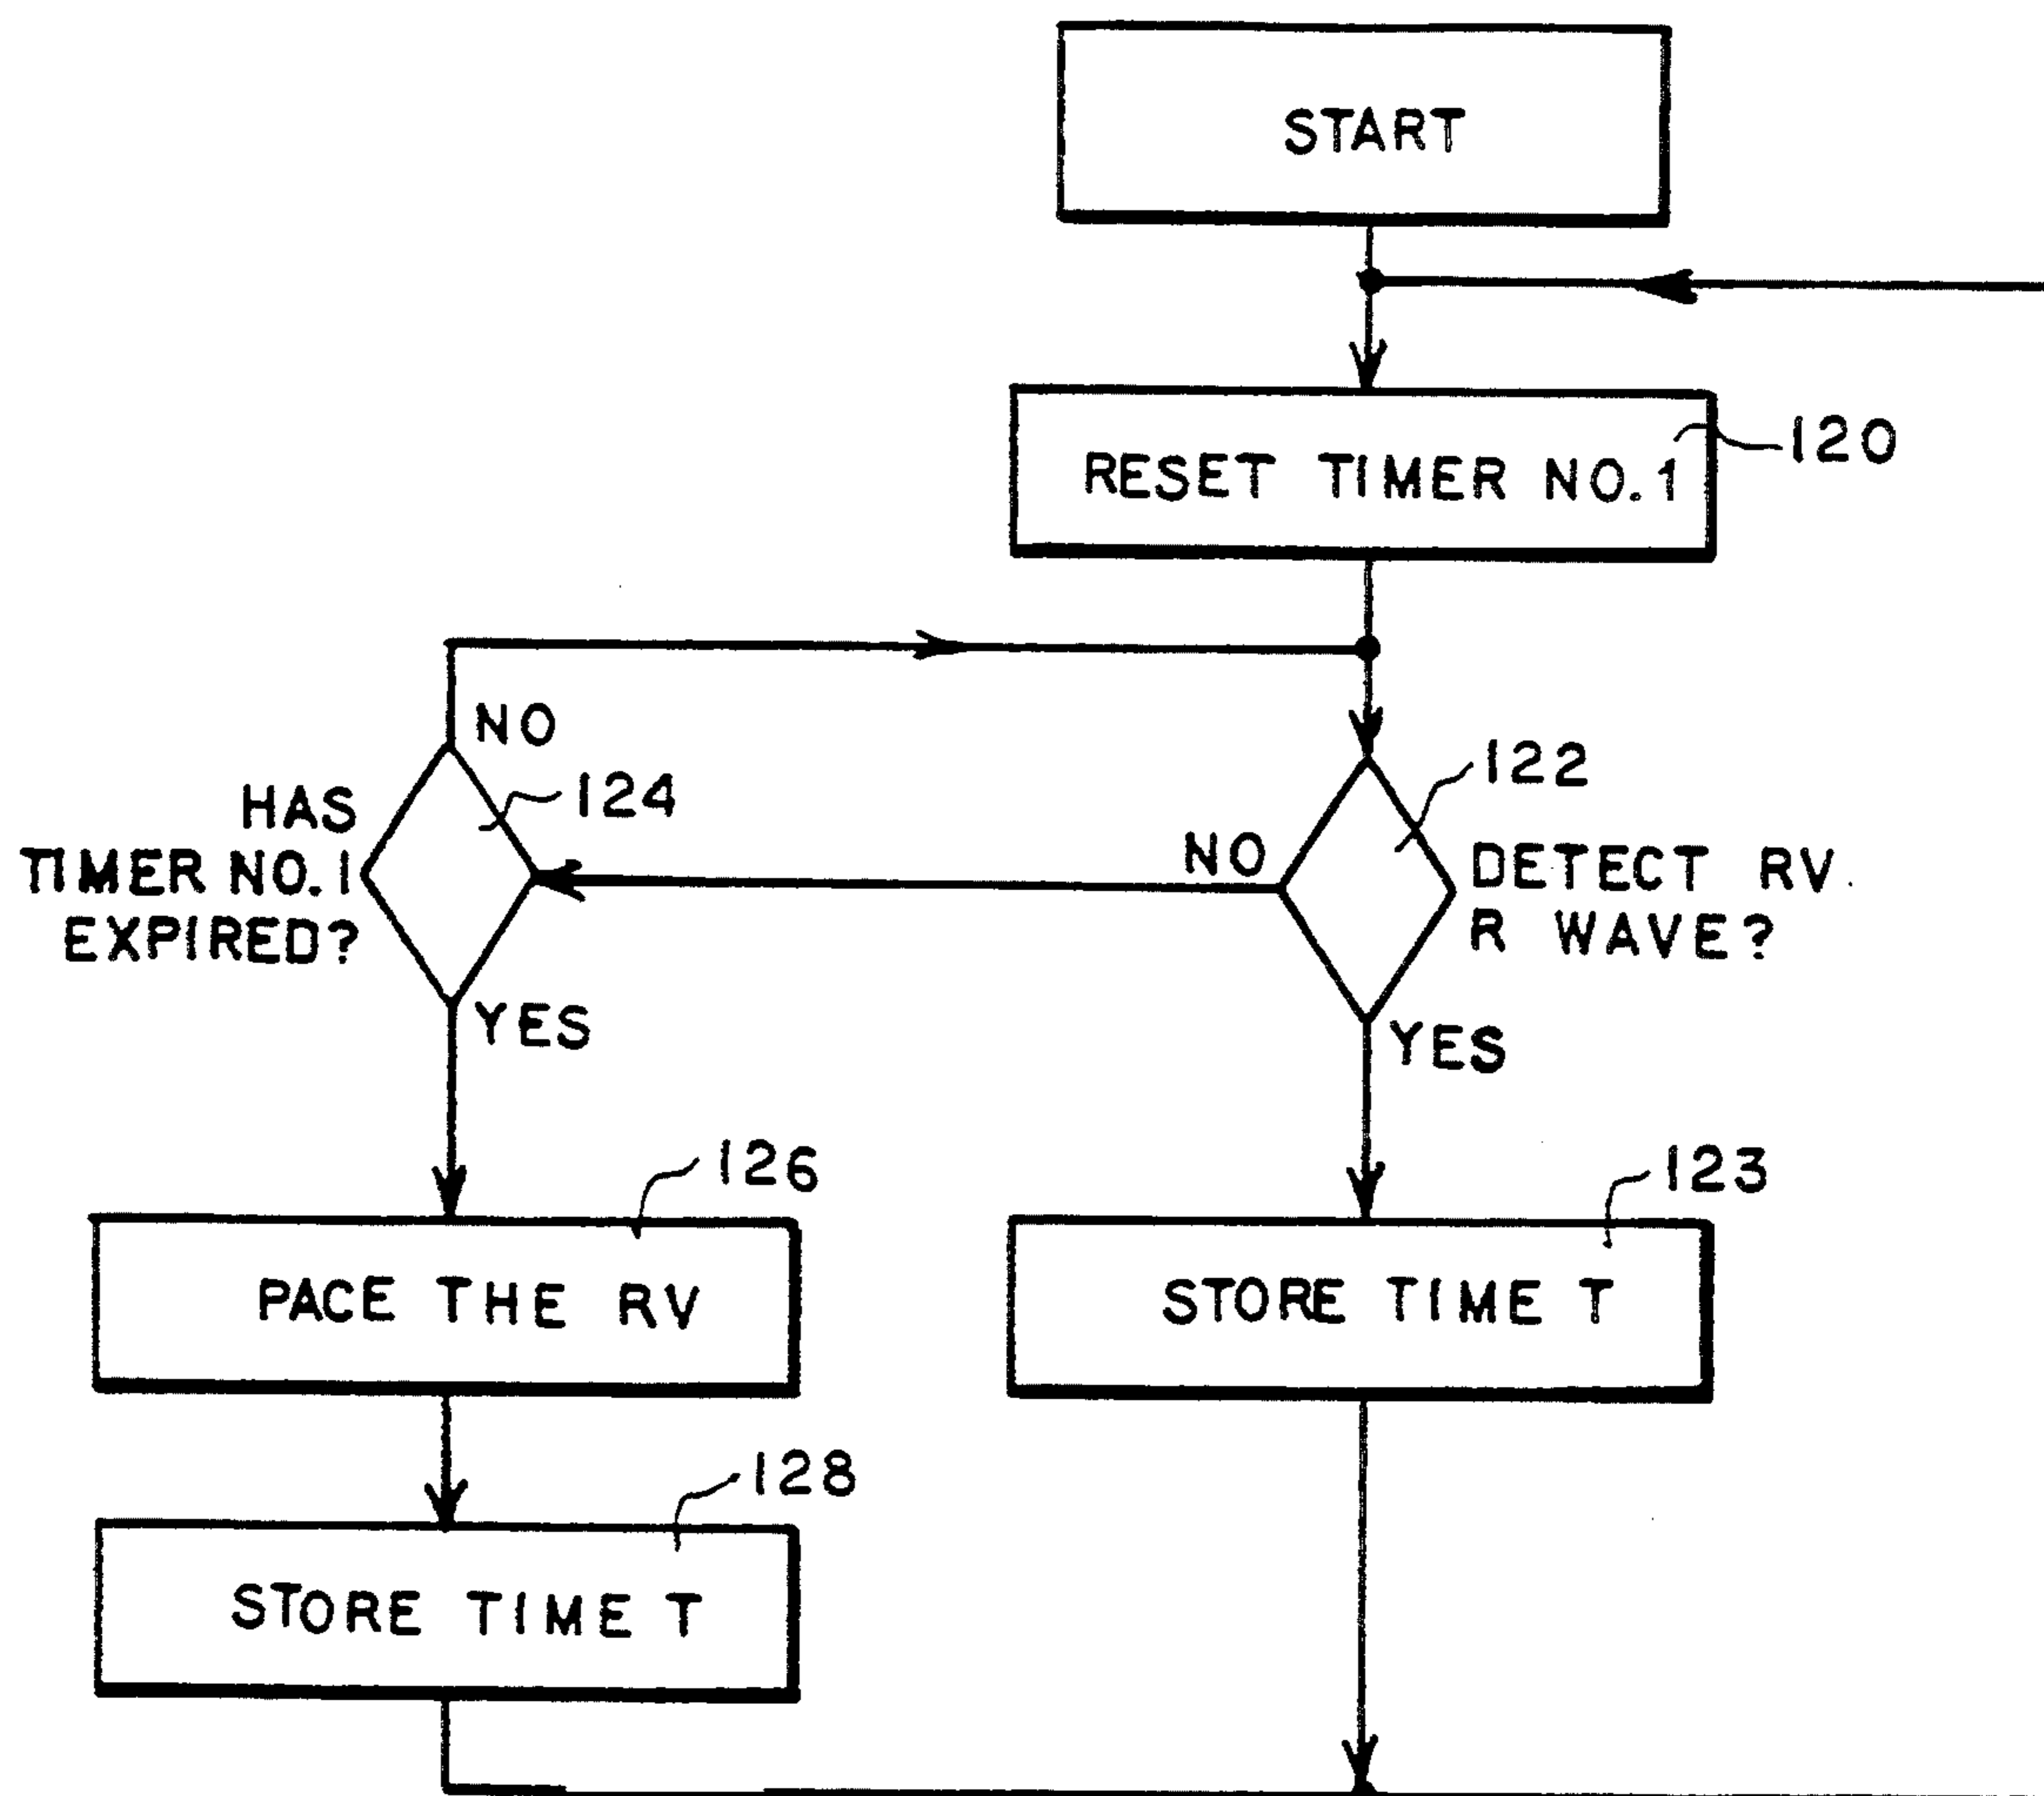 START
RESET TIMER NO. 1
120
NO
124
HAS
TIMER NO. 1
EXPIRED?
YES
122
NO
DETECT RV
R WAVE?
YES
126
PACE THE RV
123
STORE TIME T
128
STORE TIME T